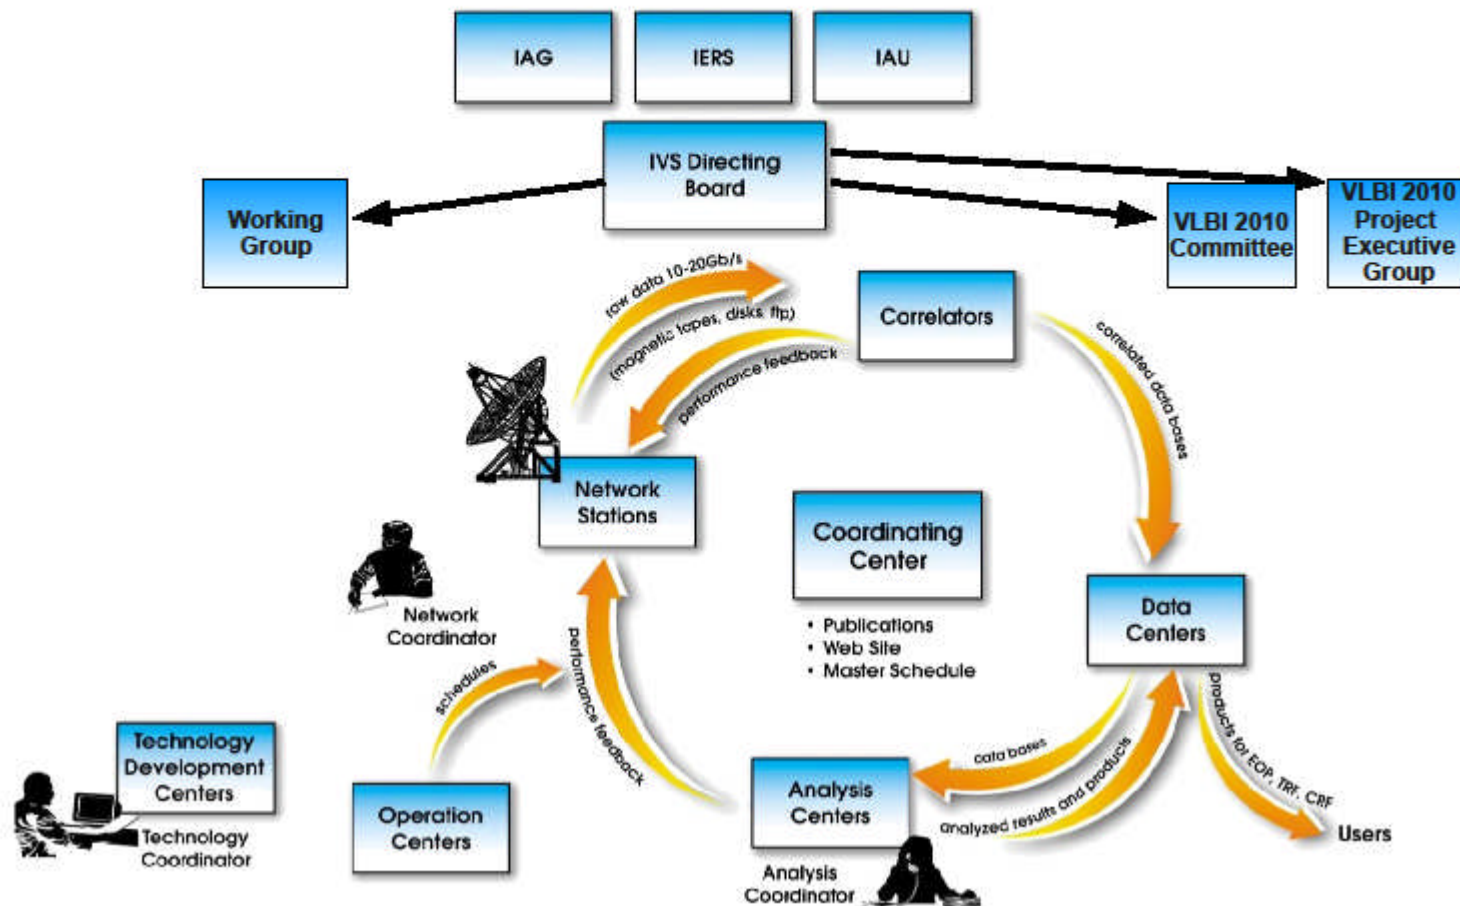 IAG
IERS
IAU
IVS Directing
Board
Working
Group
VLBI 2010
Committee
VLBI 2010
Project
Executive
Group
raw data 10-20Gb/s
(magnetic tapes, disks, ftp)
performance feedback
Correlators
correlated data bases
Network
Stations
Coordinating
Center
• Publications
• Web Site
• Master Schedule
Network
Coordinator
Data
Centers
schedules
performance feedback
data bases
analyzed results and products
products for EOP, TRF, CRF
Users
Technology
Development
Centers
Technology
Coordinator
Operation
Centers
Analysis
Centers
Analysis
Coordinator